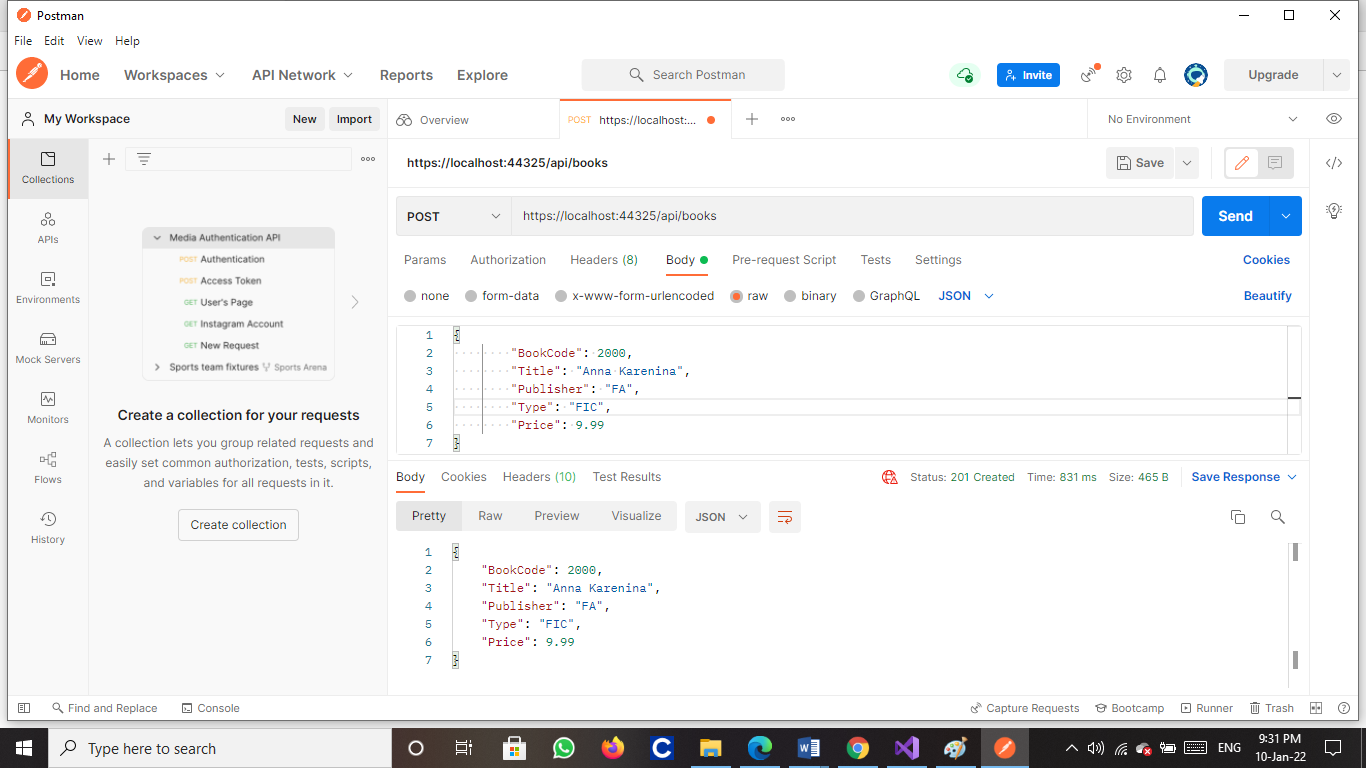 Postman
File Edit View Help
Home Workspaces API Network Reports Explore Search Postman Invite Upgrade
My Workspace New Import Overview POST https://localhost:... No Environment
Collections
APIs
Environments
Mock Servers
Monitors
Flows
History
Media Authentication API
POST Authentication
POST Access Token
GET User's Page
GET Instagram Account
GET New Request
Sports team fixtures Sports Arena
Create a collection for your requests
A collection lets you group related requests and
easily set common authorization, tests, scripts,
and variables for all requests in it.
Create collection
https://localhost:44325/api/books Save
POST https://localhost:44325/api/books Send
Params Authorization Headers (8) Body Pre-request Script Tests Settings Cookies
none form-data x-www-form-urlencoded raw binary GraphQL JSON Beautify
1 {
2 "BookCode": 2000,
3 "Title": "Anna Karenina",
4 "Publisher": "FA",
5 "Type": "FIC",
6 "Price": 9.99
7 }
Body Cookies Headers (10) Test Results Status: 201 Created Time: 831 ms Size: 465 B Save Response
Pretty Raw Preview Visualize JSON
1 {
2 "BookCode": 2000,
3 "Title": "Anna Karenina",
4 "Publisher": "FA",
5 "Type": "FIC",
6 "Price": 9.99
7 }
Find and Replace Console Capture Requests Bootcamp Runner Trash
Type here to search ENG 9:31 PM
10-Jan-22